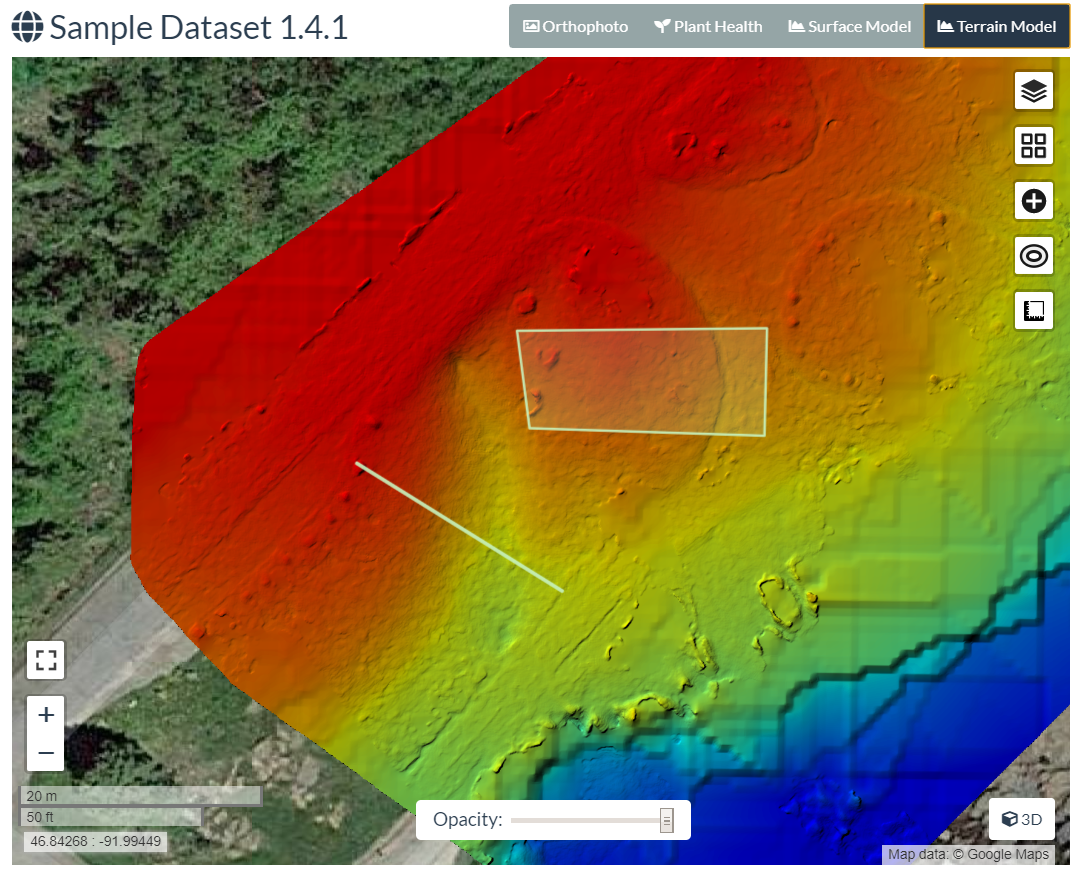 Sample Dataset 1.4.1
Orthophoto Plant Health Surface Model Terrain Model
+
−
20 m
50 ft
46.84268 : -91.99449
Opacity:
3D
Map data: © Google Maps